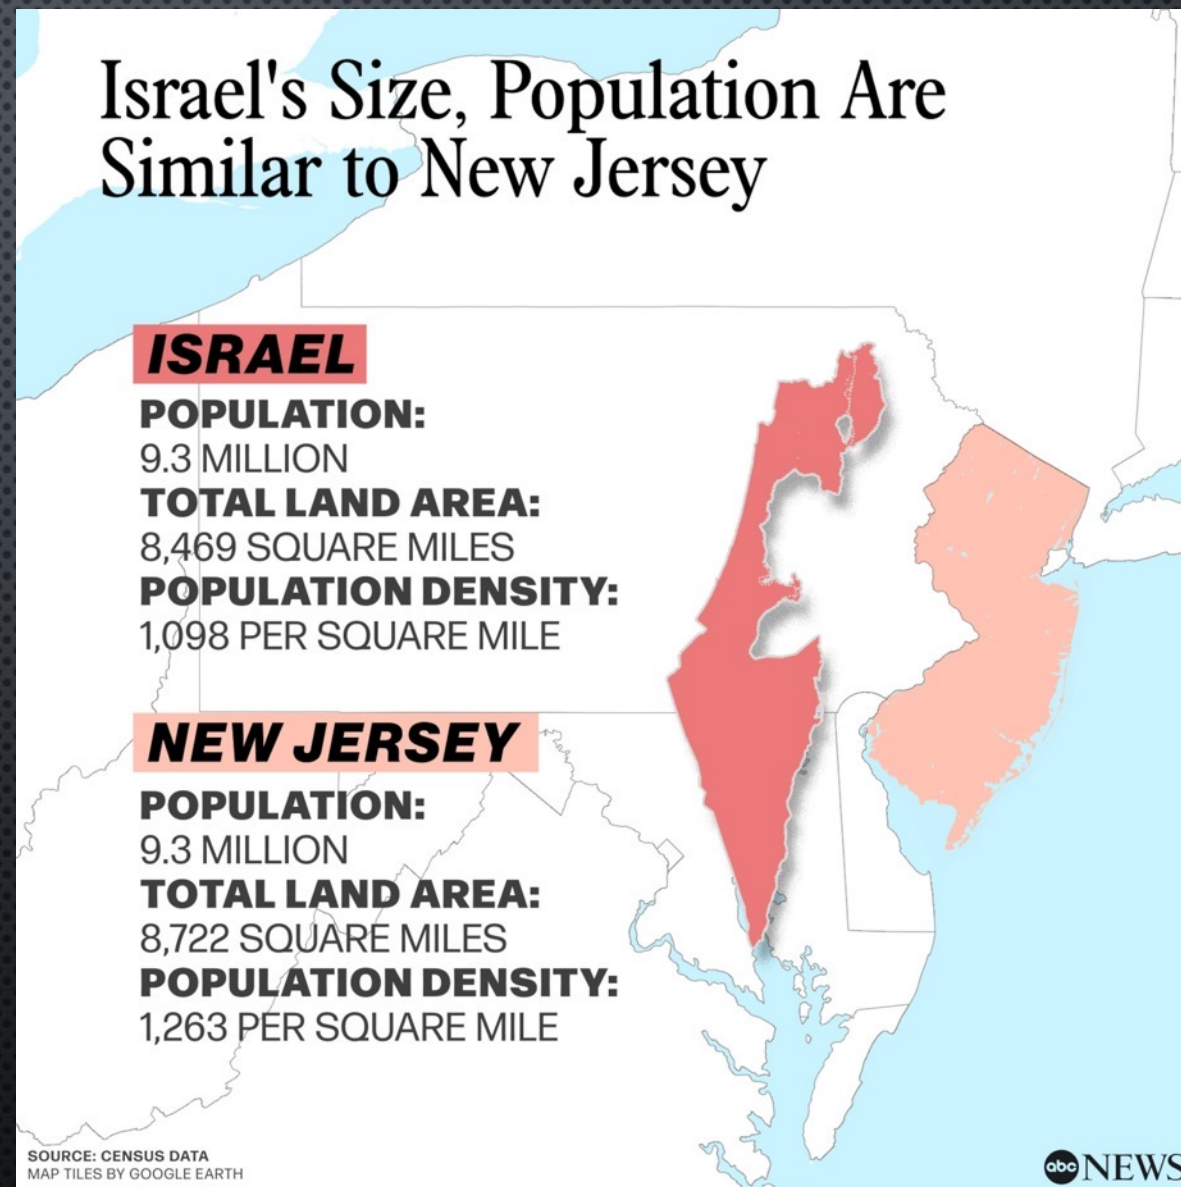 Israel's Size, Population Are
Similar to New Jersey
ISRAEL
POPULATION:
9.3 MILLION
TOTAL LAND AREA:
8,469 SQUARE MILES
POPULATION DENSITY:
1,098 PER SQUARE MILE
NEW JERSEY
POPULATION:
9.3 MILLION
TOTAL LAND AREA:
8,722 SQUARE MILES
POPULATION DENSITY:
1,263 PER SQUARE MILE
SOURCE: CENSUS DATA
MAP TILES BY GOOGLE EARTH
abc NEWS